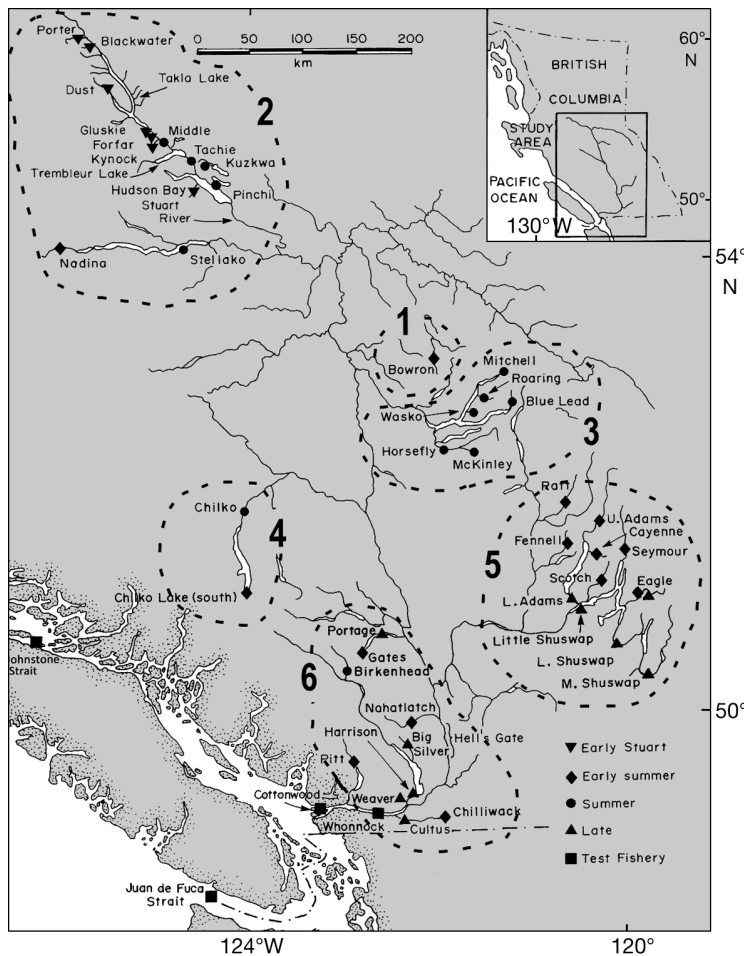 Porter
Blackwater
0 50 100 150 200
km
Takla Lake
Dust
2
Gluskie
Forfar
Kynock
Middle
Tachie
Kuzkwa
Trembleur Lake
Hudson Bay
Pinchi
Stuart
River
Nadina
Stellako
60°
N
BRITISH
COLUMBIA
STUDY
AREA
PACIFIC
OCEAN
50°
130°W
54°
N
1
Bowron
Mitchell
Roaring
Blue Lead
Wasko
3
Horsefly
McKinley
Chilko
4
Chilko Lake (south)
Raft
U. Adams
Cayenne
Fennell
Seymour
5
Scotch
Eagle
L. Adams
Little Shuswap
L. Shuswap
M. Shuswap
Johnstone
Strait
Portage
Gates
6
Birkenhead
Nahatlatch
Harrison
Big
Silver
Hell's Gate
50°
Pitt
Cottonwood
Weaver
Whonnock
Cultus
Chilliwack
Juan de Fuca
Strait
Early Stuart
Early summer
Summer
Late
Test Fishery
124°W
120°